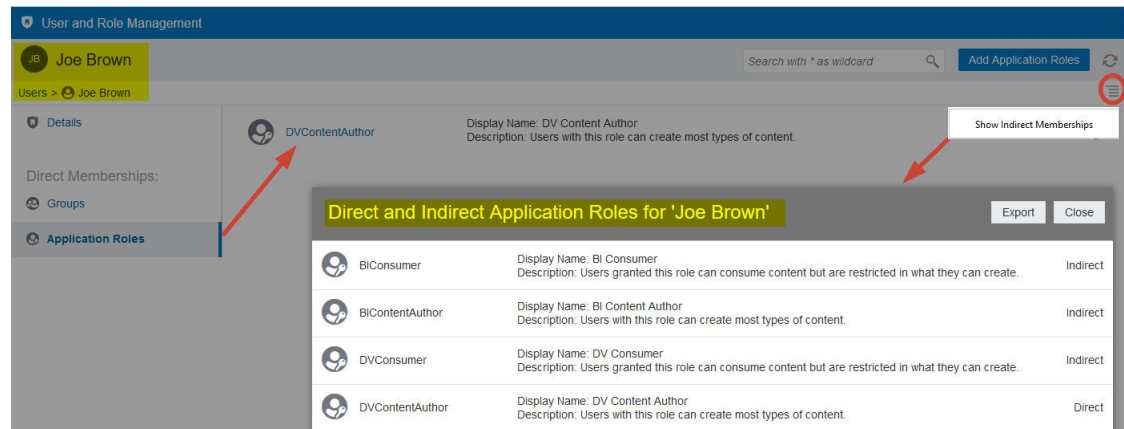 User and Role Management
JB Joe Brown
Search with * as wildcard
Add Application Roles
Users > Joe Brown
Details
DVContentAuthor
Display Name: DV Content Author
Description: Users with this role can create most types of content.
Show Indirect Memberships
Direct Memberships:
Groups
Application Roles
Direct and Indirect Application Roles for 'Joe Brown'
Export
Close
BIConsumer
Display Name: BI Consumer
Description: Users granted this role can consume content but are restricted in what they can create.
Indirect
BIContentAuthor
Display Name: BI Content Author
Description: Users with this role can create most types of content.
Indirect
DVConsumer
Display Name: DV Consumer
Description: Users granted this role can consume content but are restricted in what they can create.
Indirect
DVContentAuthor
Display Name: DV Content Author
Description: Users with this role can create most types of content.
Direct